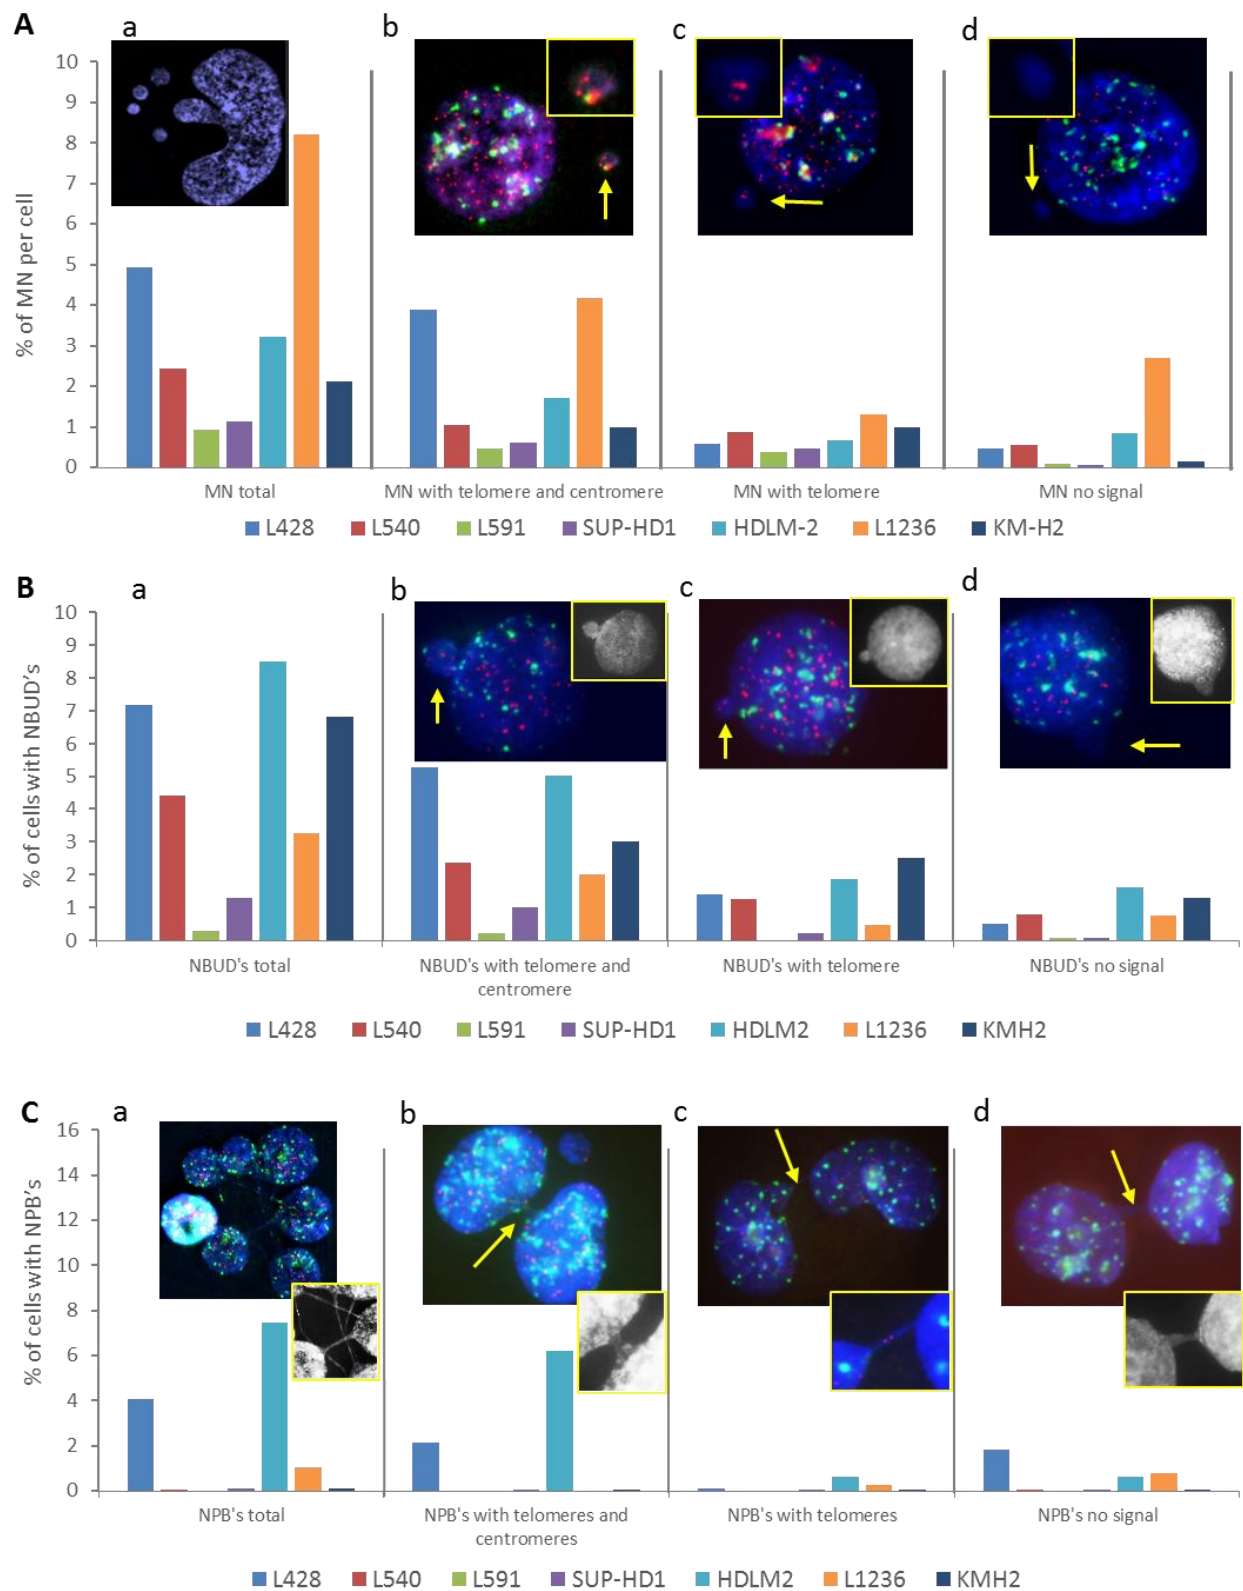 A
a
b
c
d
% of MN per cell
10
9
8
7
6
5
4
3
2
1
0
MN total
MN with telomere and centromere
MN with telomere
MN no signal
L428 L540 L591 SUP-HD1 HDLM-2 L1236 KM-H2
B
a
b
c
d
% of cells with NBUD's
10
9
8
7
6
5
4
3
2
1
0
NBUD's total
NBUD's with telomere and
centromere
NBUD's with telomere
NBUD's no signal
L428 L540 L591 SUP-HD1 HDLM2 L1236 KMH2
C
a
b
c
d
% of cells with NPB's
16
14
12
10
8
6
4
2
0
NPB's total
NPB's with telomeres and
centromeres
NPB's with telomeres
NPB's no signal
L428 L540 L591 SUP-HD1 HDLM2 L1236 KMH2